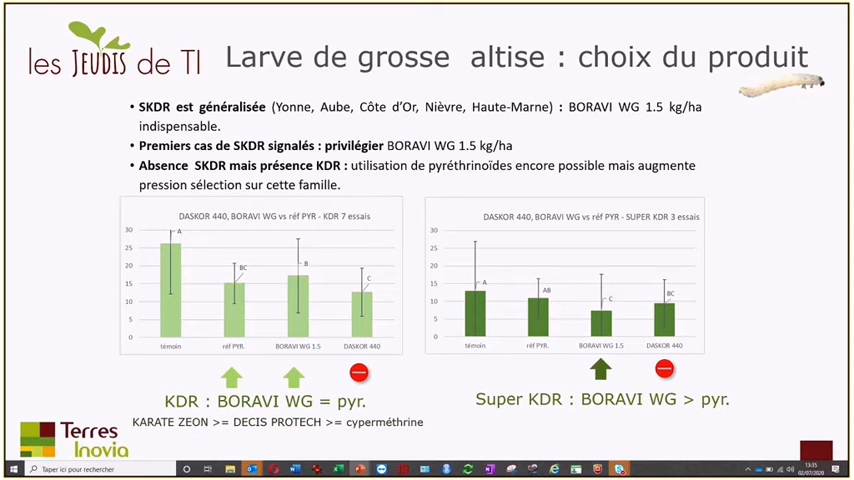 les JEUDIS de TI
Larve de grosse altise : choix du produit
• SKDR est généralisée (Yonne, Aube, Côte d'Or, Nièvre, Haute-Marne) : BORAVI WG 1.5 kg/ha
indispensable.
• Premiers cas de SKDR signalés : privilégier BORAVI WG 1.5 kg/ha
• Absence SKDR mais présence KDR : utilisation de pyréthrinoïdes encore possible mais augmente
pression sélection sur cette famille.
DASKOR 440, BORAVI WG vs réf PYR - KDR 7 essais
30
25
20
15
10
5
0
A
BC
B
C
témoin
réf PYR.
BORAVI WG 1.5
DASKOR 440
DASKOR 440, BORAVI WG vs réf PYR - SUPER KDR 3 essais
30
25
20
15
10
5
0
A
AB
C
BC
témoin
réf PYR.
BORAVI WG 1.5
DASKOR 440
KDR : BORAVI WG = pyr.
KARATE ZEON >= DECIS PROTECH >= cyperméthrine
Super KDR : BORAVI WG > pyr.
Terres
Inovia
Taper ici pour rechercher
13:35
02/07/2020